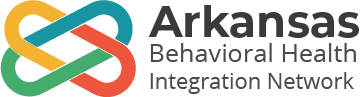 Arkansas
Behavioral Health
Integration Network